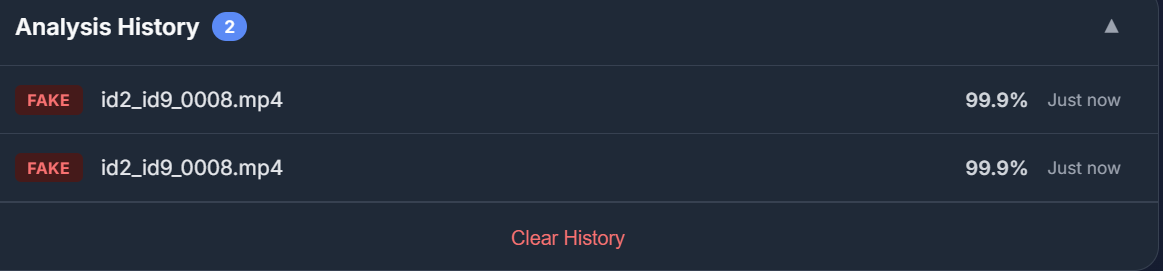 Analysis History 2 ▲
FAKE id2_id9_0008.mp4 99.9% Just now
FAKE id2_id9_0008.mp4 99.9% Just now
Clear History